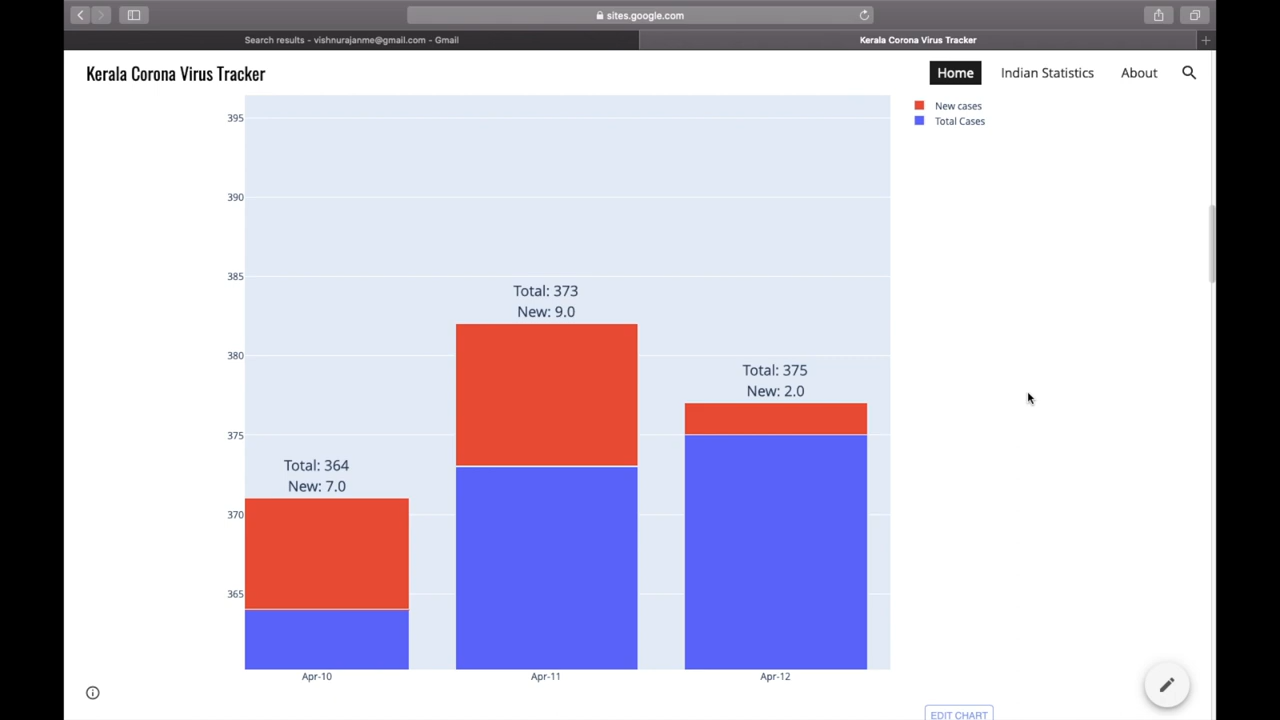 sites.google.com
Search results - vishnurajanme@gmail.com - Gmail
Kerala Corona Virus Tracker
Kerala Corona Virus Tracker
Home
Indian Statistics
About
New cases
Total Cases
395
390
385
380
375
370
365
Total: 364
New: 7.0
Total: 373
New: 9.0
Total: 375
New: 2.0
Apr-10
Apr-11
Apr-12
EDIT CHART